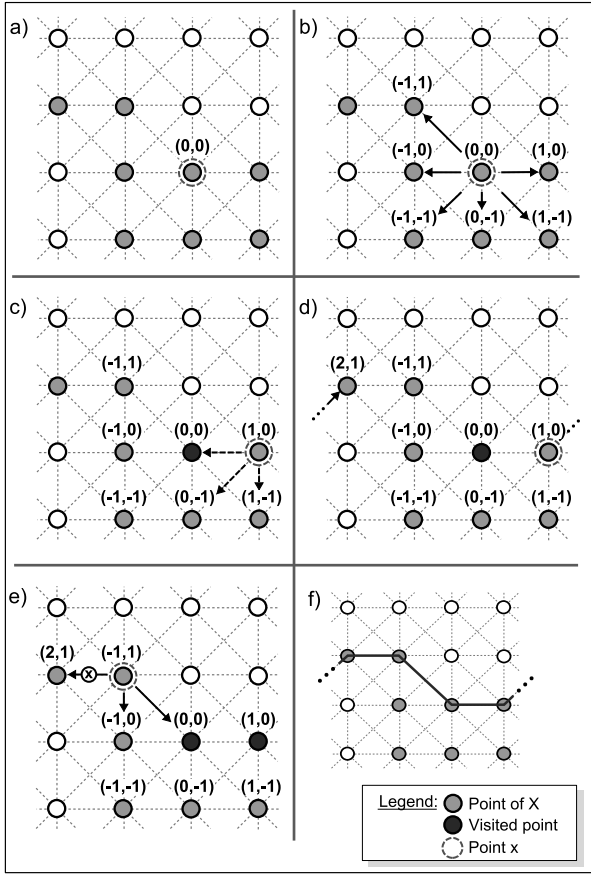 a)
(0,0)
b)
(-1,1)
(-1,0) (0,0) (1,0)
(-1,-1) (0,-1) (1,-1)
c)
(-1,1)
(-1,0) (0,0) (1,0)
(-1,-1) (0,-1) (1,-1)
d)
(2,1) (-1,1)
(-1,0) (0,0) (1,0)
(-1,-1) (0,-1) (1,-1)
e)
(2,1) (-1,1)
x
(-1,0) (0,0) (1,0)
(-1,-1) (0,-1) (1,-1)
f)
Legend: Point of X
Visited point
Point x